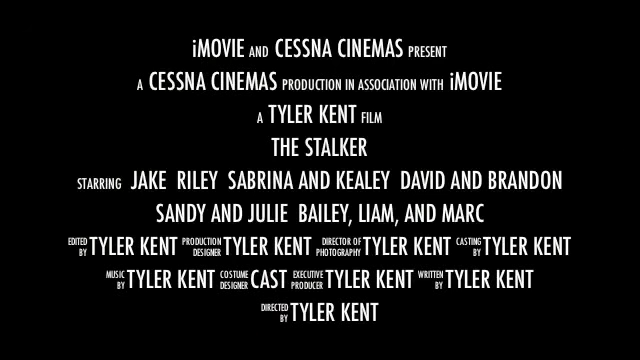 iMOVIE AND CESSNA CINEMAS PRESENT
A CESSNA CINEMAS PRODUCTION IN ASSOCIATION WITH iMOVIE
A TYLER KENT FILM
THE STALKER
STARRING JAKE RILEY SABRINA AND KEALEY DAVID AND BRANDON
SANDY AND JULIE BAILEY, LIAM, AND MARC
EDITED BY TYLER KENT PRODUCTION DESIGNER TYLER KENT DIRECTOR OF PHOTOGRAPHY TYLER KENT CASTING BY TYLER KENT
MUSIC BY TYLER KENT COSTUME DESIGNER CAST EXECUTIVE PRODUCER TYLER KENT WRITTEN BY TYLER KENT
DIRECTED BY TYLER KENT